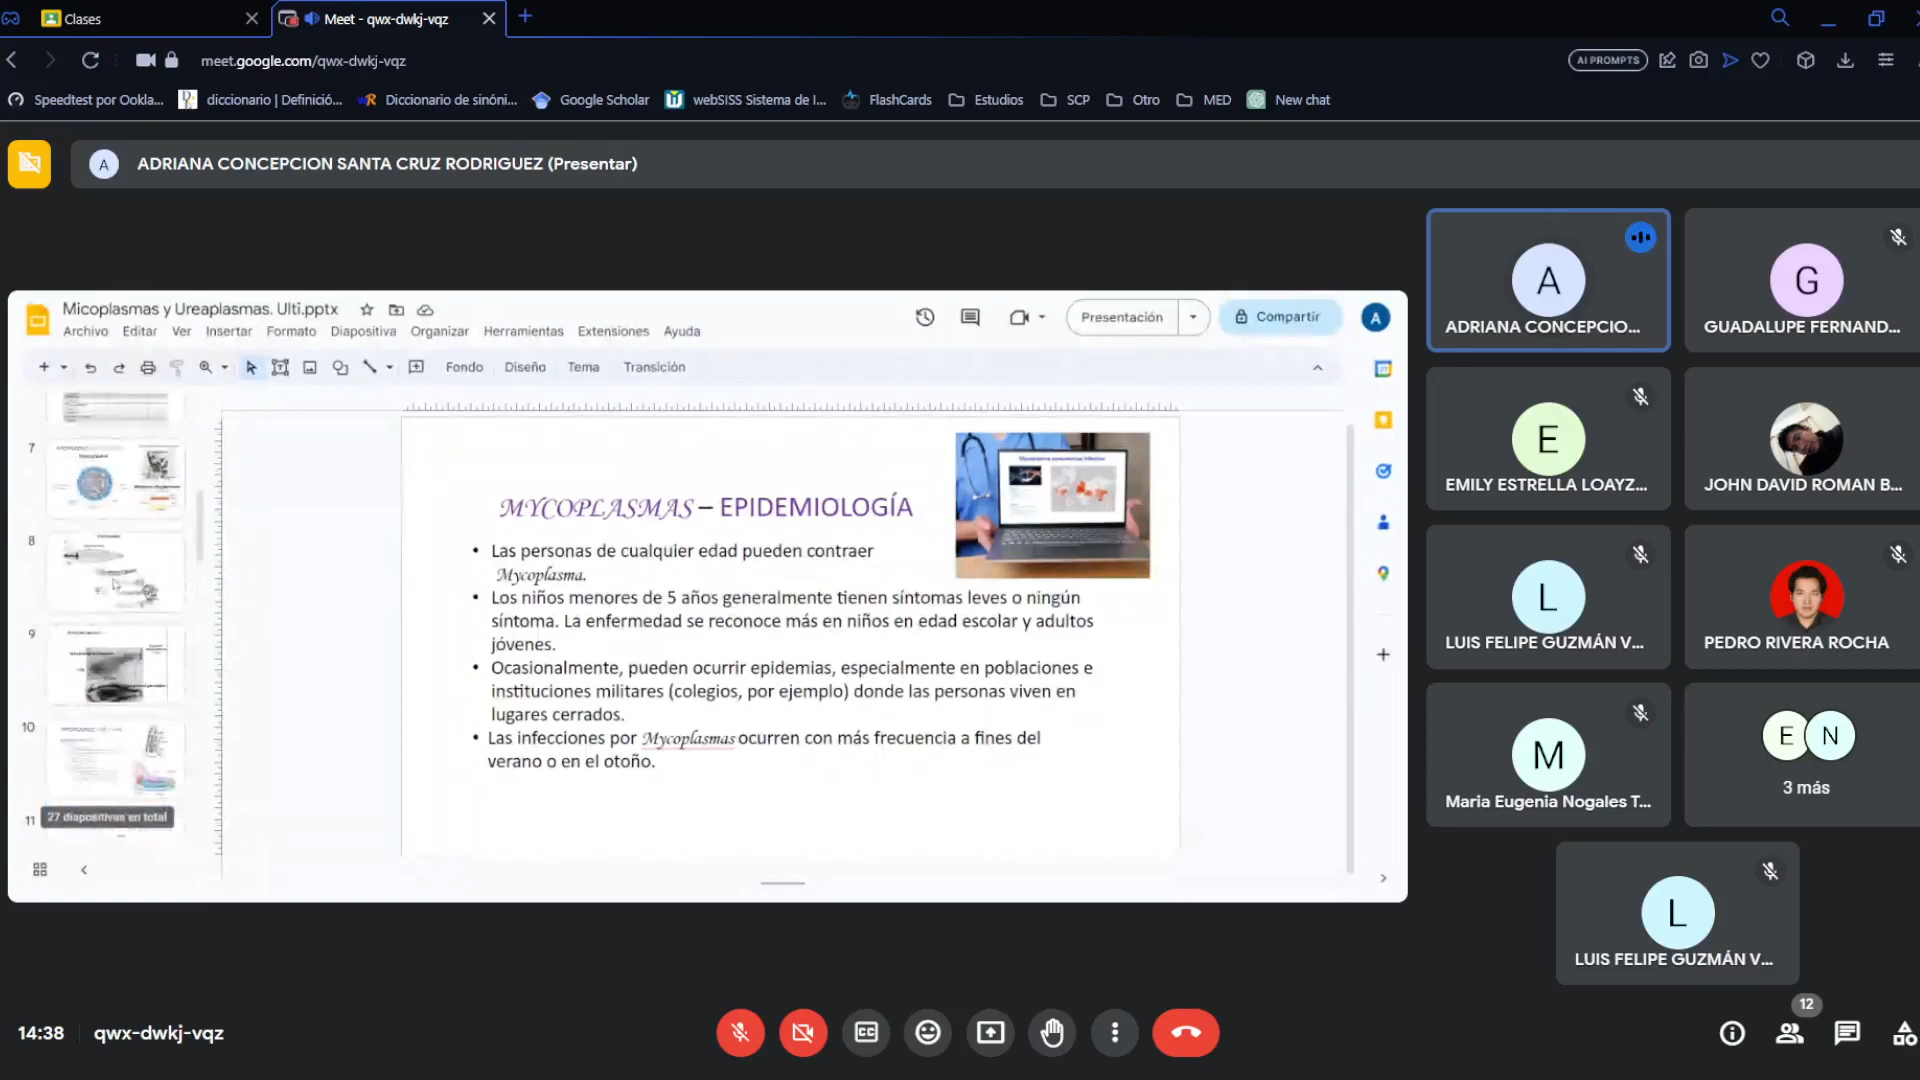 Clases
Meet - qwx-dwkj-vqz
meet.google.com/qwx-dwkj-vqz
AI PROMPTS
Speedtest por Ookla...
diccionario | Definició...
Diccionario de sinóni...
Google Scholar
webSISS Sistema de I...
FlashCards
Estudios
SCP
Otro
MED
New chat
A
ADRIANA CONCEPCION SANTA CRUZ RODRIGUEZ (Presentar)
Micoplasmas y Ureaplasmas. Ulti.pptx
Archivo Editar Ver Insertar Formato Diapositiva Organizar Herramientas Extensiones Ayuda
Presentación
Compartir
A
Fondo Diseño Tema Transición
7
8
9
10
11
27 diapositivas en total
MYCOPLASMAS – EPIDEMIOLOGÍA
• Las personas de cualquier edad pueden contraer
Mycoplasma.
• Los niños menores de 5 años generalmente tienen síntomas leves o ningún
síntoma. La enfermedad se reconoce más en niños en edad escolar y adultos
jóvenes.
• Ocasionalmente, pueden ocurrir epidemias, especialmente en poblaciones e
instituciones militares (colegios, por ejemplo) donde las personas viven en
lugares cerrados.
• Las infecciones por Mycoplasmas ocurren con más frecuencia a fines del
verano o en el otoño.
A
ADRIANA CONCEPCIO...
G
GUADALUPE FERNAND...
E
EMILY ESTRELLA LOAYZ...
JOHN DAVID ROMAN B...
L
LUIS FELIPE GUZMÁN V...
PEDRO RIVERA ROCHA
M
Maria Eugenia Nogales T...
E N
3 más
L
LUIS FELIPE GUZMÁN V...
14:38
qwx-dwkj-vqz
12